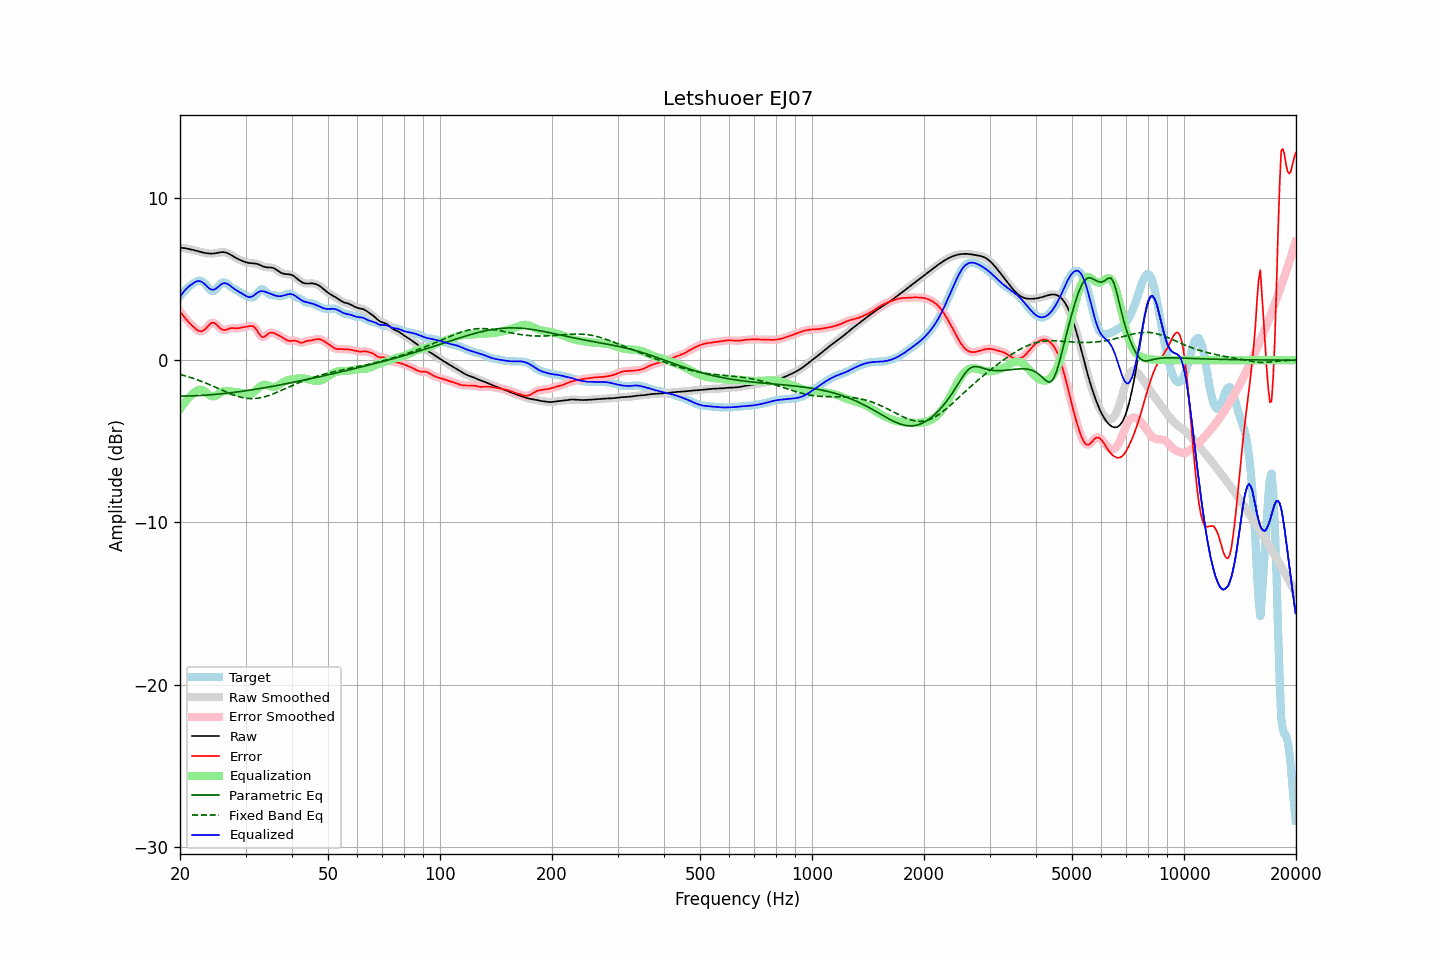 Letshuoer EJ07
Amplitude (dBr)
10
0
−10
−20
−30
Target
Raw Smoothed
Error Smoothed
Raw
Error
Equalization
Parametric Eq
Fixed Band Eq
Equalized
20 50 100 200 500 1000 2000 5000 10000 20000
Frequency (Hz)